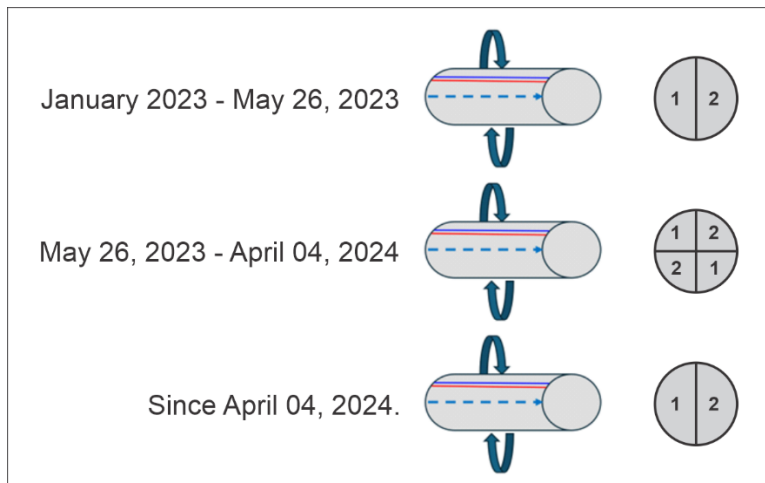 January 2023 - May 26, 2023
1 2
May 26, 2023 - April 04, 2024
1 2
2 1
Since April 04, 2024.
1 2